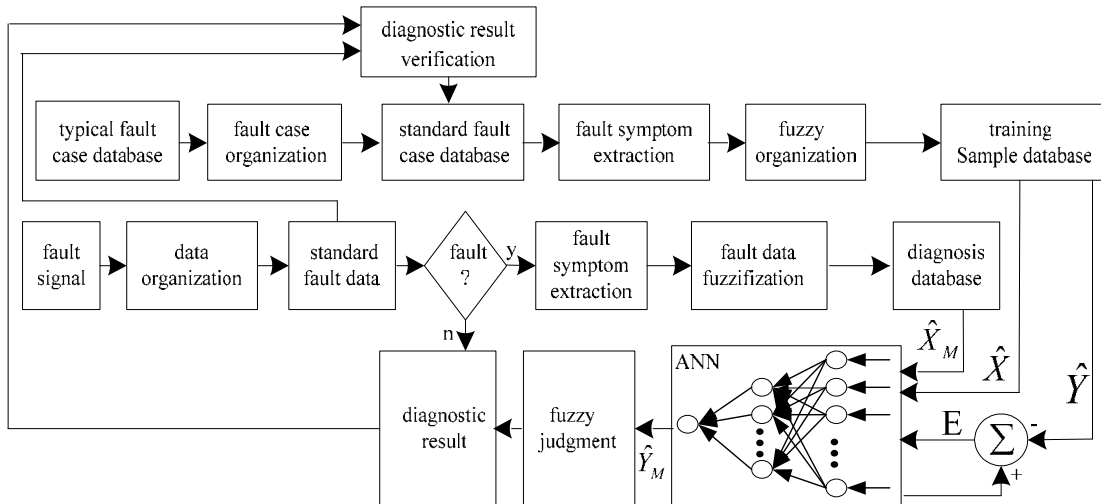 diagnostic result
verification
typical fault
case database
fault case
organization
standard fault
case database
fault symptom
extraction
fuzzy
organization
training
Sample database
fault
signal
data
organization
standard
fault data
fault
?
y
n
fault
symptom
extraction
fault data
fuzzifization
diagnosis
database
X̂_M
X̂
Ŷ
diagnostic
result
fuzzy
judgment
Ŷ_M
ANN
E
Σ
-
+